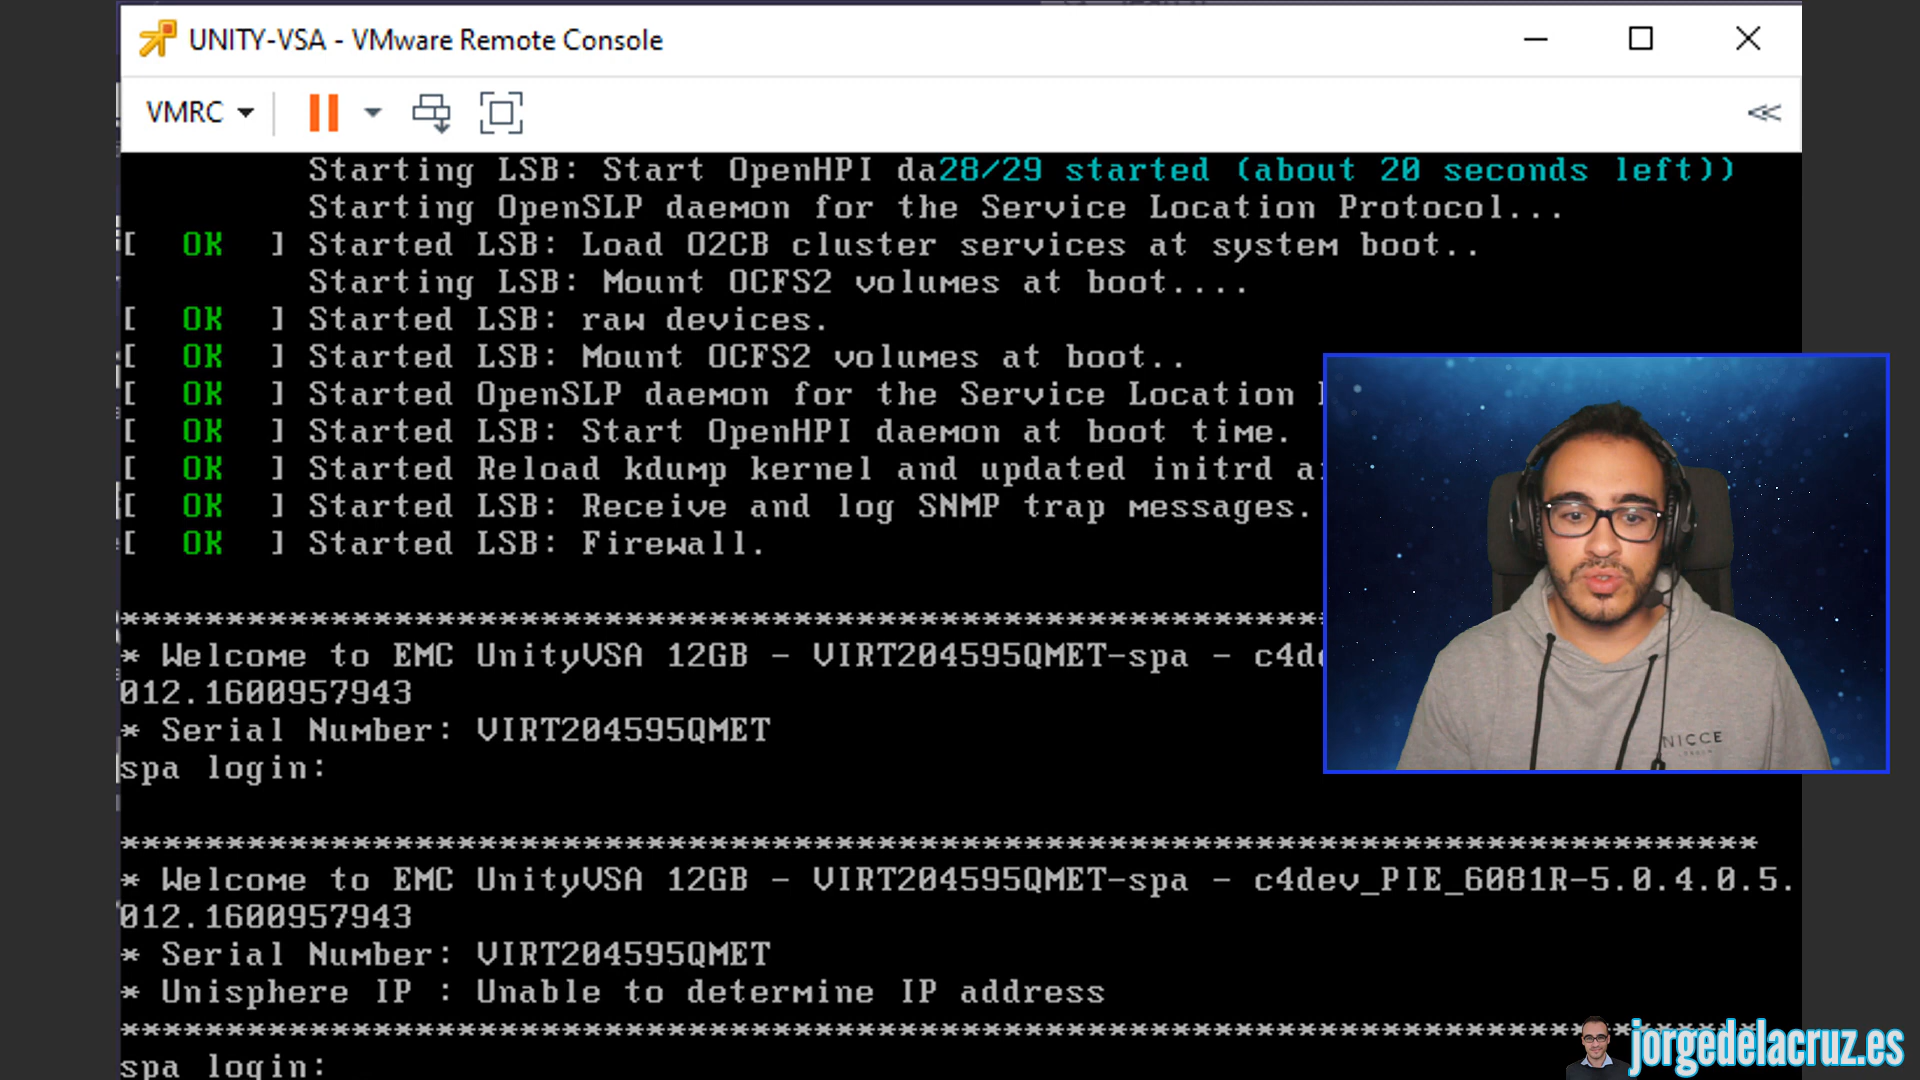 UNITY-VSA - VMware Remote Console
VMRC
Starting LSB: Start OpenHPI da28/29 started (about 20 seconds left))
Starting OpenSLP daemon for the Service Location Protocol...
[ OK ] Started LSB: Load O2CB cluster services at system boot..
Starting LSB: Mount OCFS2 volumes at boot....
[ OK ] Started LSB: raw devices.
[ OK ] Started LSB: Mount OCFS2 volumes at boot..
[ OK ] Started OpenSLP daemon for the Service Location
[ OK ] Started LSB: Start OpenHPI daemon at boot time.
[ OK ] Started Reload kdump kernel and updated initrd
[ OK ] Started LSB: Receive and log SNMP trap messages.
[ OK ] Started LSB: Firewall.
*********************************************************
* Welcome to EMC UnityVSA 12GB - VIRT204595QMET-spa - c4de
012.1600957943
* Serial Number: VIRT204595QMET
spa login:
******************************************************************************
* Welcome to EMC UnityVSA 12GB - VIRT204595QMET-spa - c4dev_PIE_6081R-5.0.4.0.5.
012.1600957943
* Serial Number: VIRT204595QMET
* Unisphere IP : Unable to determine IP address
******************************************************************************
spa login:
NICCE
jorgedelacruz.es